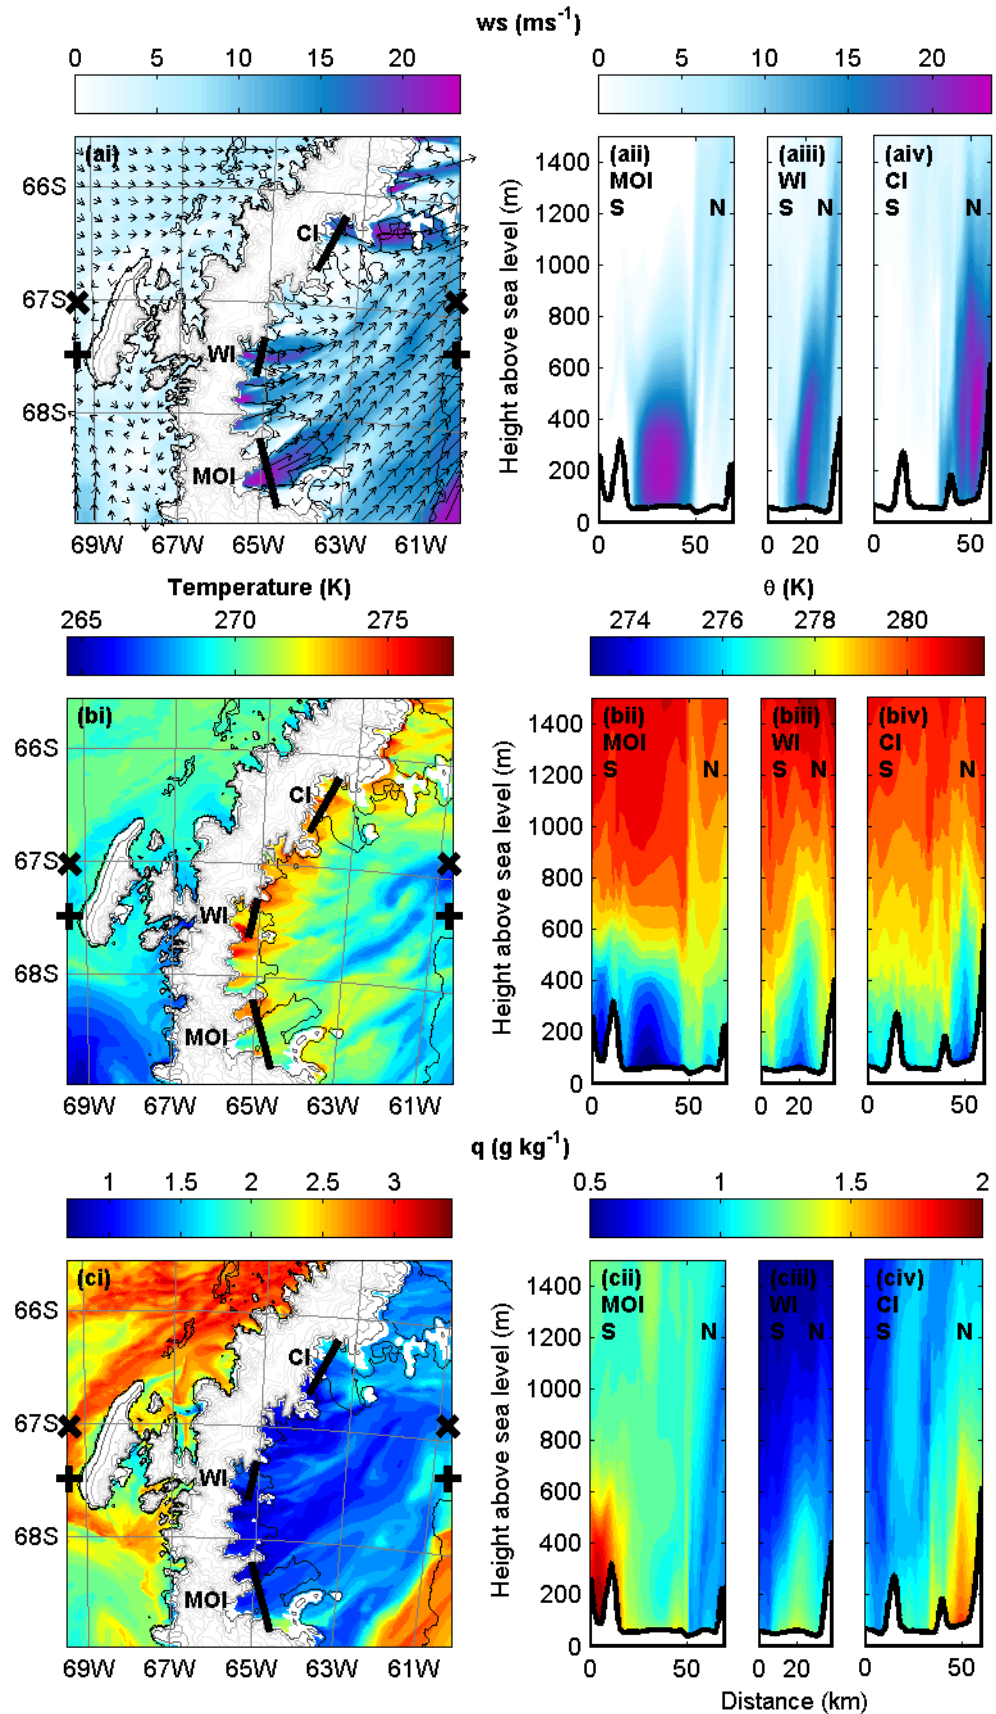 ws (ms-1)
0 5 10 15 20
0 5 10 15 20
(ai)
66S
67S
68S
CI
WI
MOI
69W 67W 65W 63W 61W
Height above sea level (m)
1400
1200
1000
800
600
400
200
0
(aii)
MOI
S N
(aiii)
WI
S N
(aiv)
CI
S N
0 50
0 20
0 50
Temperature (K)
265 270 275
θ (K)
274 276 278 280
(bi)
66S
67S
68S
CI
WI
MOI
69W 67W 65W 63W 61W
Height above sea level (m)
1400
1200
1000
800
600
400
200
0
(bii)
MOI
S N
(biii)
WI
S N
(biv)
CI
S N
0 50
0 20
0 50
q (g kg-1)
1 1.5 2 2.5 3
0.5 1 1.5 2
(ci)
66S
67S
68S
CI
WI
MOI
69W 67W 65W 63W 61W
Height above sea level (m)
1400
1200
1000
800
600
400
200
0
(cii)
MOI
S N
(ciii)
WI
S N
(civ)
CI
S N
0 50
0 20
0 50
Distance (km)